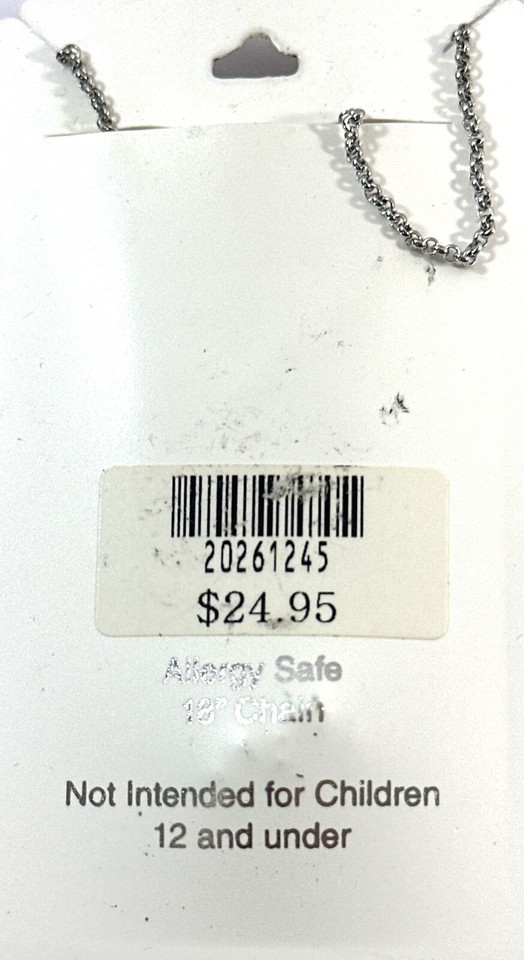 20261245
$24.95
Allergy Safe
Chain
Not Intended for Children
12 and under